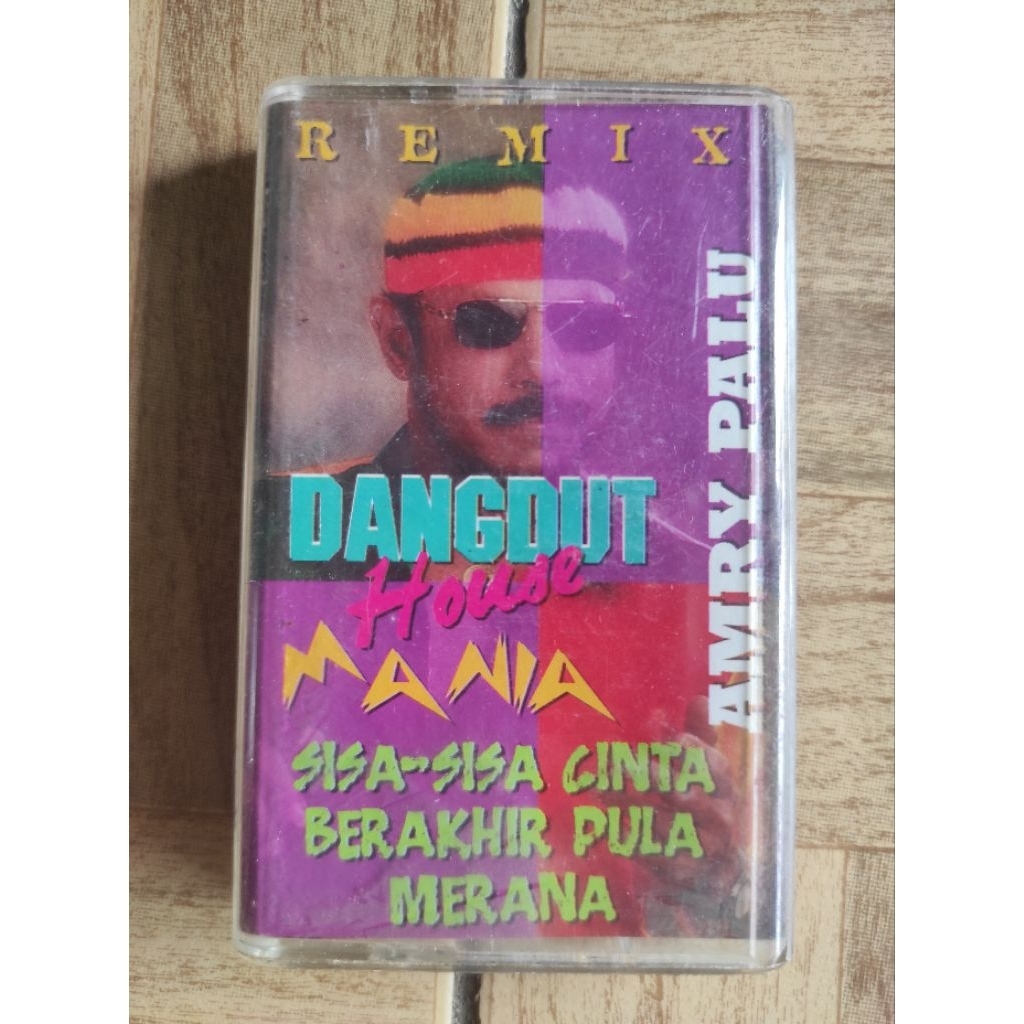 REMIX
DANGDUT
House
MANIA
AMRY PALU
SISA-SISA CINTA
BERAKHIR PULA
MERANA